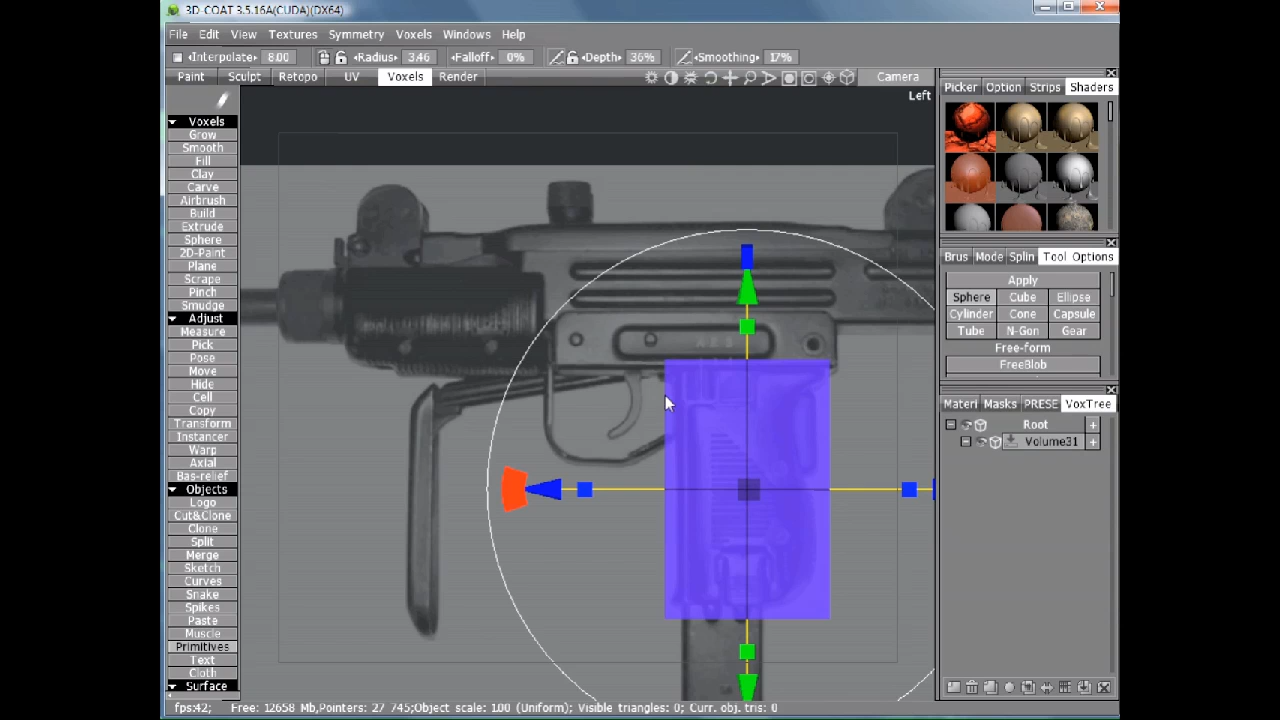 3D-COAT 3.5.16A(CUDA)(DX64)
File Edit View Textures Symmetry Voxels Windows Help
Interpolate 8.00 Radius 3.46 Falloff 0% Depth 36% Smoothing 17%
Paint Sculpt Retopo UV Voxels Render Camera
Left
Voxels
Grow
Smooth
Fill
Clay
Carve
Airbrush
Build
Extrude
Sphere
2D-Paint
Plane
Scrape
Pinch
Smudge
Adjust
Measure
Pick
Pose
Move
Hide
Cell
Copy
Transform
Instancer
Warp
Axial
Bas-relief
Objects
Logo
Cut&Clone
Clone
Split
Merge
Sketch
Curves
Snake
Spikes
Paste
Muscle
Primitives
Text
Cloth
Surface
Picker Option Strips Shaders
Brus Mode Splin Tool Options
Apply
Sphere Cube Ellipse
Cylinder Cone Capsule
Tube N-Gon Gear
Free-form
FreeBlob
Materi Masks PRESE VoxTree
Root +
Volume31 +
fps:42; Free: 12658 Mb,Pointers: 27 745;Object scale: 1.00 (Uniform); Visible triangles: 0; Curr. obj. tris: 0